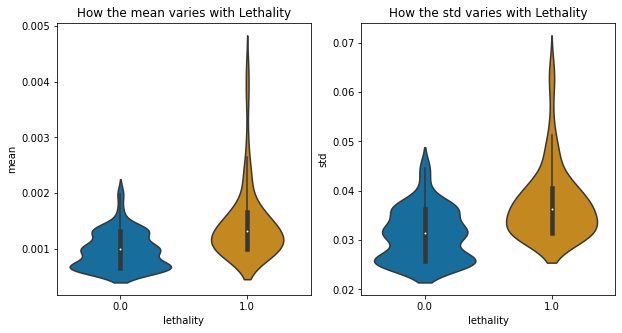 How the mean varies with Lethality
0.005
0.004
0.003
0.002
0.001
mean
0.0
1.0
lethality
How the std varies with Lethality
0.07
0.06
0.05
0.04
0.03
0.02
std
0.0
1.0
lethality